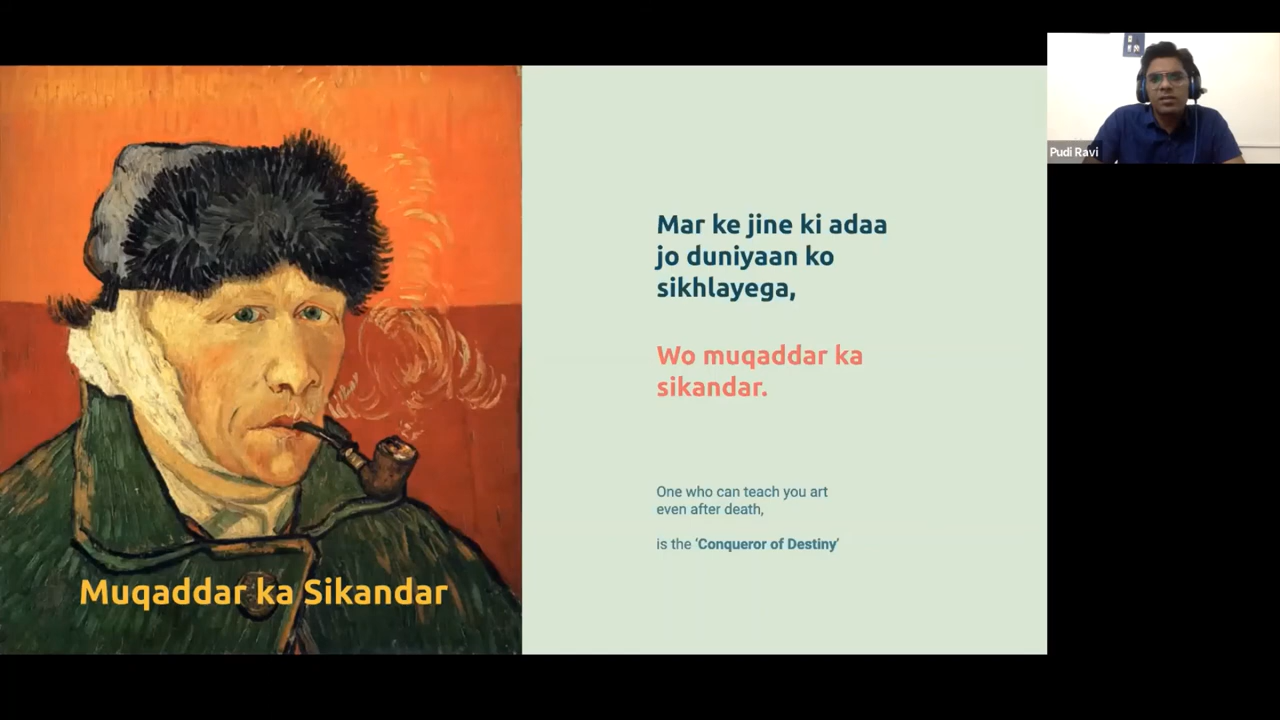 Muqaddar ka Sikandar
Mar ke jine ki adaa
jo duniyaan ko
sikhlayega,
Wo muqaddar ka
sikandar.
One who can teach you art
even after death,
is the ‘Conqueror of Destiny’
Pudi Ravi